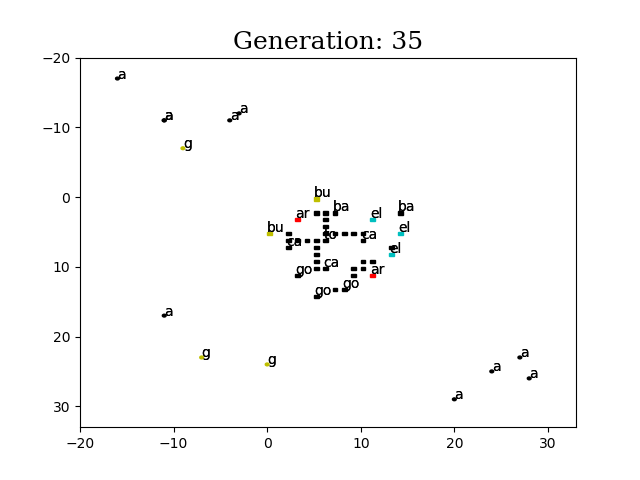 Generation: 35
−20
a
a
a a
−10
g
0
bu
ar ba el ba
bu to ca el
ca el
10
go ca ar
go go
a
20
g g a
a a
30
a
−20 −10 0 10 20 30